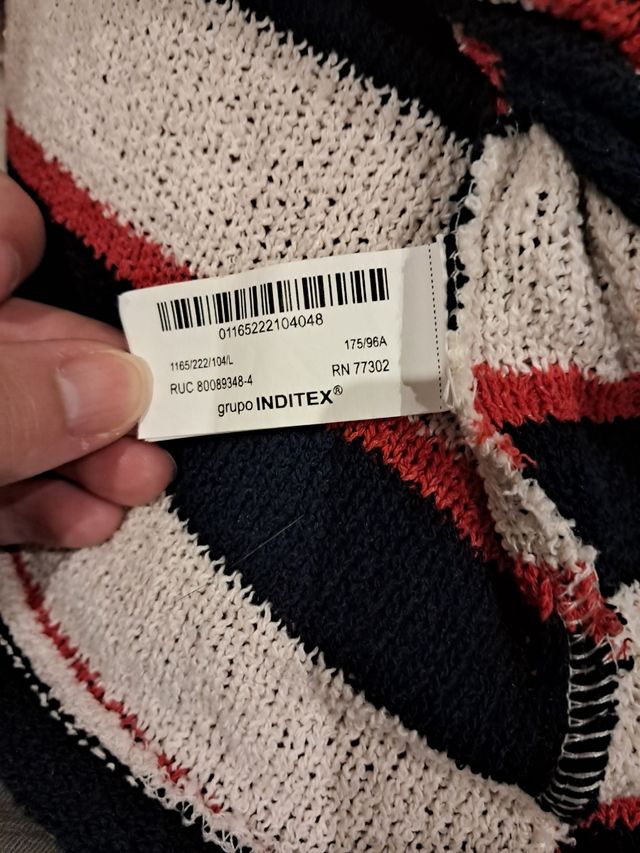 01165222104048
1165/222/104/L
175/96A
RUC 80089348-4
RN 77302
grupo INDITEX®